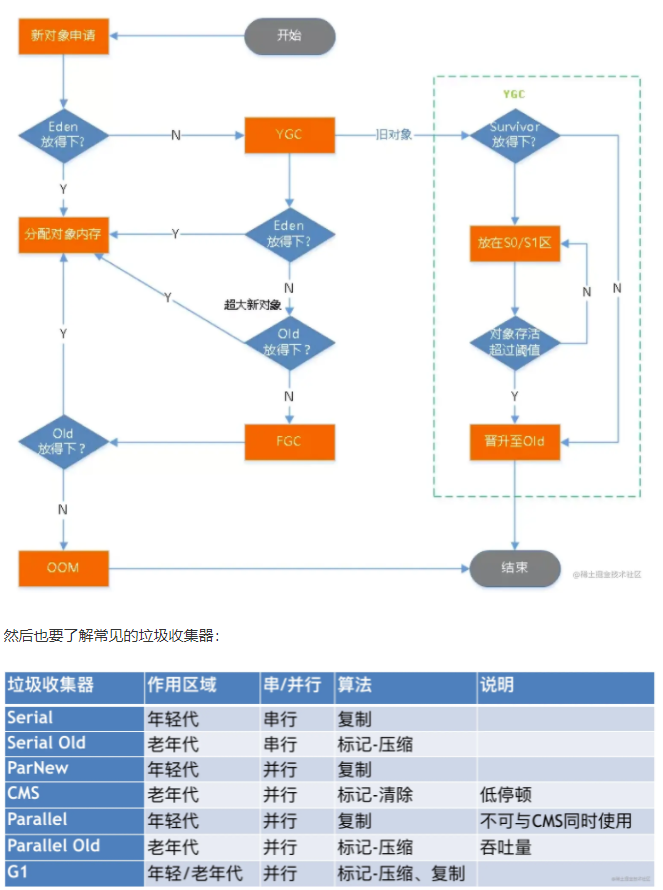 新对象申请
开始
YGC
Eden
放得下?
N
YGC
旧对象
Survivor
放得下?
Y
分配对象内存
Y
Eden
放得下?
放在S0/S1区
N
N
N
超大新对象
Y
Old
放得下?
对象存活
超过阈值
Y
N
Y
Old
放得下?
FGC
晋升至Old
N
OOM
结束
@稀土掘金技术社区
然后也要了解常见的垃圾收集器:
垃圾收集器 作用区域 串/并行 算法 说明
Serial 年轻代 串行 复制
Serial Old 老年代 串行 标记-压缩
ParNew 年轻代 并行 复制
CMS 老年代 并行 标记-清除 低停顿
Parallel 年轻代 并行 复制 不可与CMS同时使用
Parallel Old 老年代 并行 标记-压缩 吞吐量
G1 年轻/老年代 并行 标记-压缩、复制
@稀土掘金技术社区